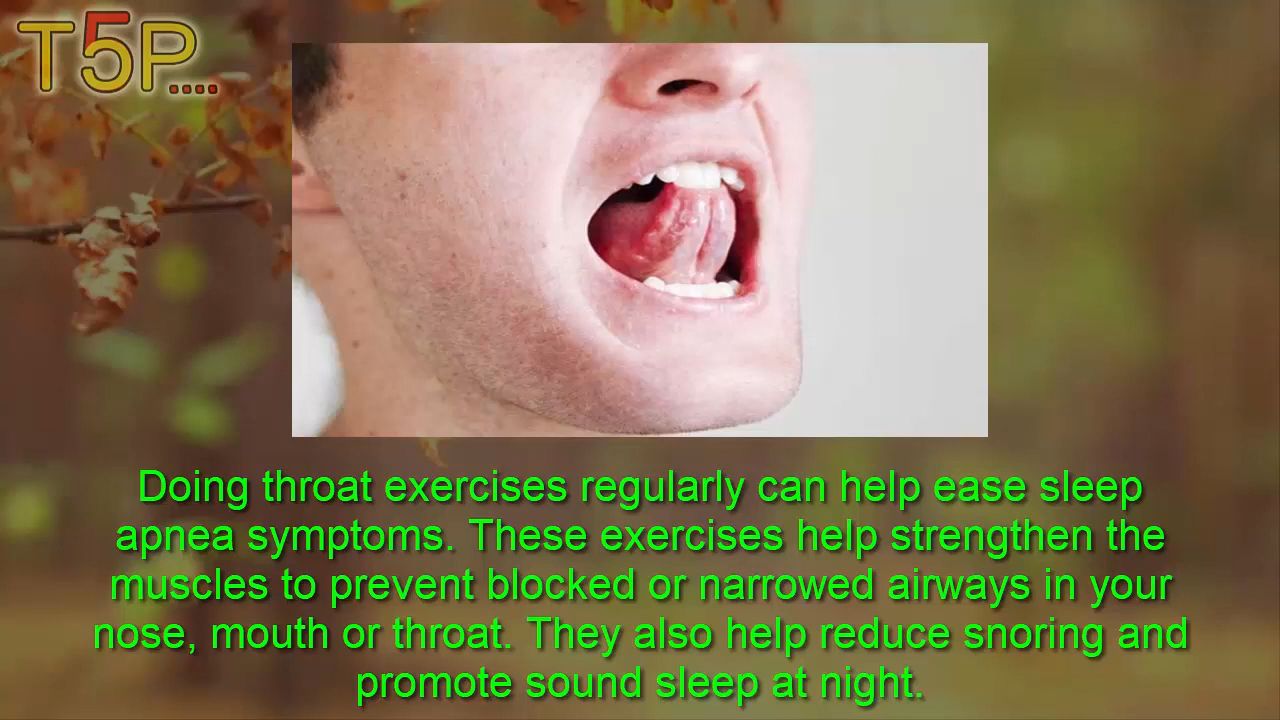 T5P....
Doing throat exercises regularly can help ease sleep
apnea symptoms. These exercises help strengthen the
muscles to prevent blocked or narrowed airways in your
nose, mouth or throat. They also help reduce snoring and
promote sound sleep at night.